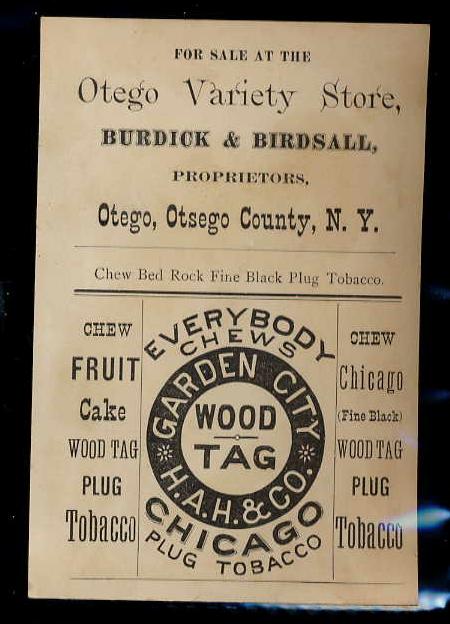 FOR SALE AT THE
Otego Variety Store,
BURDICK & BIRDSALL,
PROPRIETORS,
Otego, Otsego County, N. Y.
Chew Bed Rock Fine Black Plug Tobacco.
CHEW
FRUIT
Cake
WOOD TAG
PLUG
Tobacco
EVERYBODY
CHEWS
GARDEN CITY
WOOD
TAG
H.A.H. & CO.
CHICAGO
PLUG TOBACCO
CHEW
Chicago
(Fine Black)
WOOD TAG
PLUG
Tobacco